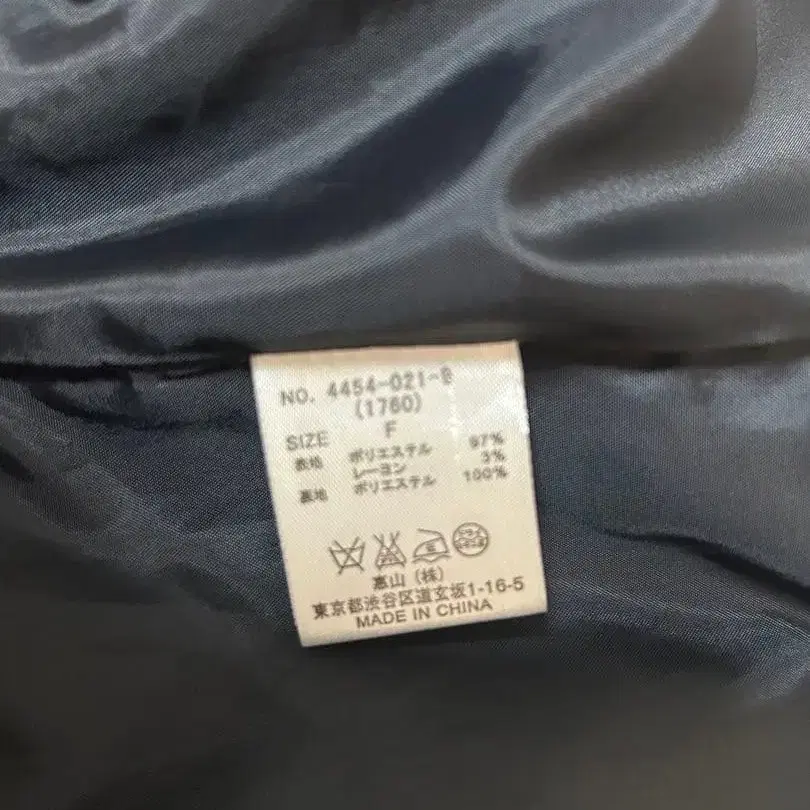 NO. 4454-021-B
(1760)
SIZE F
表地 ポリエステル 97%
レーヨン 3%
裏地 ポリエステル 100%
惠山 (株)
東京都渋谷区道玄坂1-16-5
MADE IN CHINA